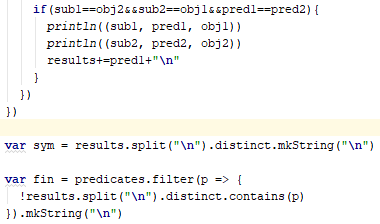 if(sub1==obj2&&sub2==obj1&&pred1==pred2){
println((sub1, pred1, obj1))
println((sub2, pred2, obj2))
results+=pred1+"\n"
}
})
})
var sym = results.split("\n").distinct.mkString("\n")
var fin = predicates.filter(p => {
!results.split("\n").distinct.contains(p)
}).mkString("\n")